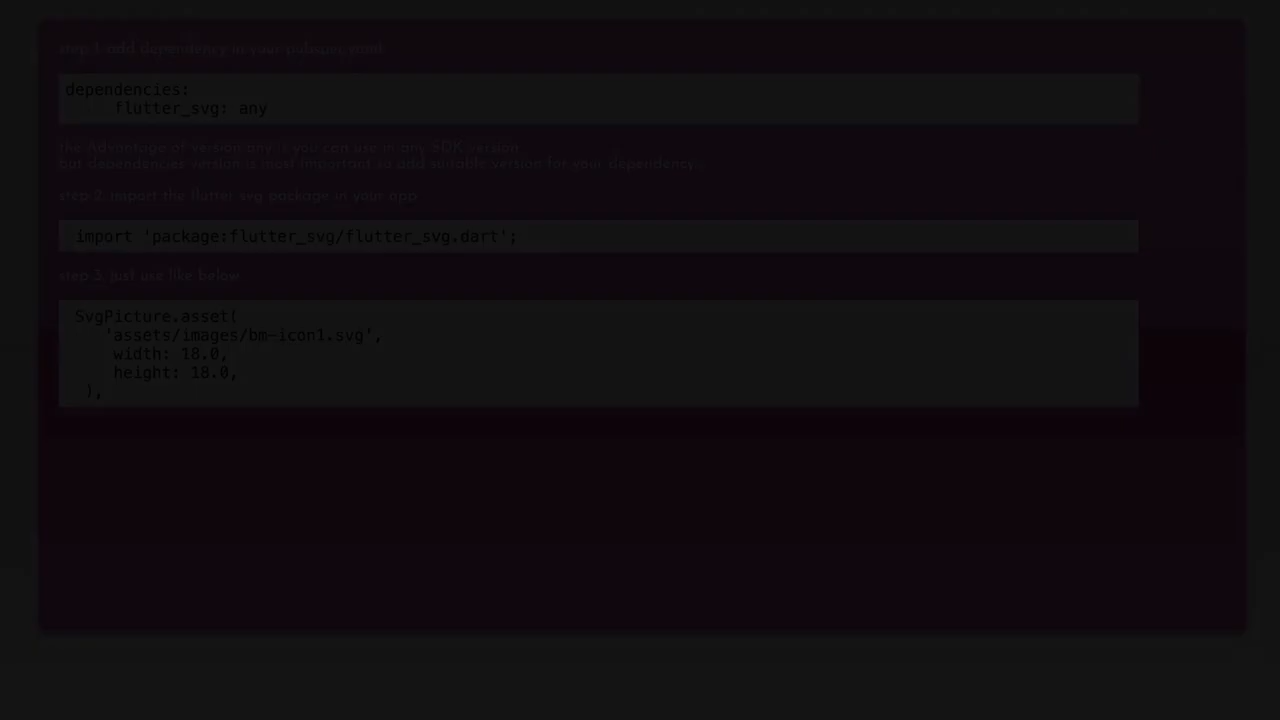 step 1. add dependency in your pubspec.yaml
dependencies:
flutter_svg: any
the Advantage of version any is you can use in any SDK version
but dependencies version is most important so add suitable version for your dependency.
step 2. import the flutter svg package in your app
import 'package:flutter_svg/flutter_svg.dart';
step 3. Just use like below
SvgPicture.asset(
'assets/images/bm-icon1.svg',
width: 18.0,
height: 18.0,
),